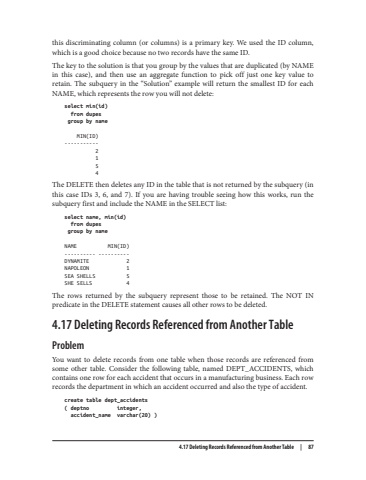 this discriminating column (or columns) is a primary key. We used the ID column,
which is a good choice because no two records have the same ID.
The key to the solution is that you group by the values that are duplicated (by NAME
in this case), and then use an aggregate function to pick off just one key value to
retain. The subquery in the “Solution” example will return the smallest ID for each
NAME, which represents the row you will not delete:
select min(id)
from dupes
group by name
MIN(ID)
-----------
2
1
5
4
The DELETE then deletes any ID in the table that is not returned by the subquery (in
this case IDs 3, 6, and 7). If you are having trouble seeing how this works, run the
subquery first and include the NAME in the SELECT list:
select name, min(id)
from dupes
group by name
NAME MIN(ID)
---------- ----------
DYNAMITE 2
NAPOLEON 1
SEA SHELLS 5
SHE SELLS 4
The rows returned by the subquery represent those to be retained. The NOT IN
predicate in the DELETE statement causes all other rows to be deleted.
4.17 Deleting Records Referenced from Another Table
Problem
You want to delete records from one table when those records are referenced from
some other table. Consider the following table, named DEPT_ACCIDENTS, which
contains one row for each accident that occurs in a manufacturing business. Each row
records the department in which an accident occurred and also the type of accident.
create table dept_accidents
( deptno integer,
accident_name varchar(20) )
4.17 Deleting Records Referenced from Another Table | 87